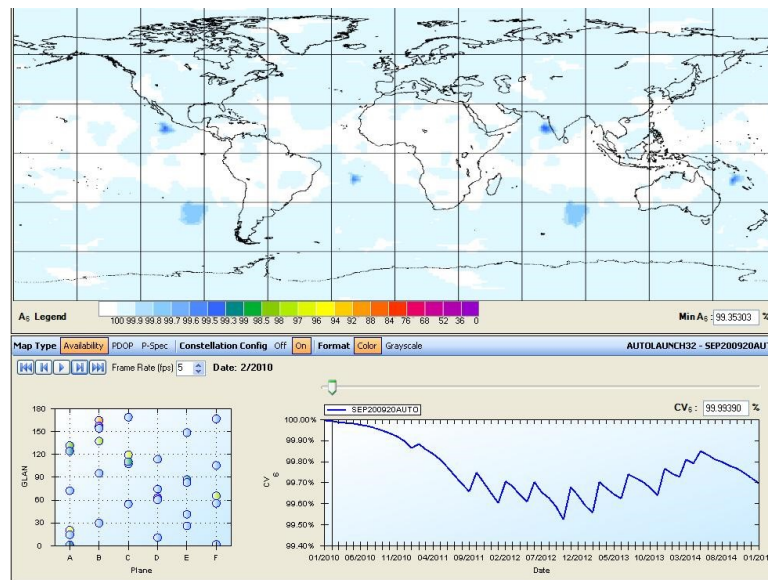 A6 Legend
100 99.9 99.8 99.7 99.6 99.5 99.3 99 98.5 98 97 96 94 92 88 84 76 68 52 36 0
Min A6 : 99.35303 %
Map Type Availability PDOP P-Spec Constellation Config Off On Format Color Grayscale AUTOLAUNCH32 - SEP200920AUT
Frame Rate (fps) 5 Date: 2/2010
SEP200920AUTO
CV6 : 99.99390 %
GLAN
180
150
120
90
60
30
0
A B C D E F
Plane
CV6
100.00%
99.90%
99.80%
99.70%
99.60%
99.50%
99.40%
01/2010 06/2010 11/2010 04/2011 09/2011 02/2012 07/2012 12/2012 05/2013 10/2013 03/2014 08/2014 01/201
Date